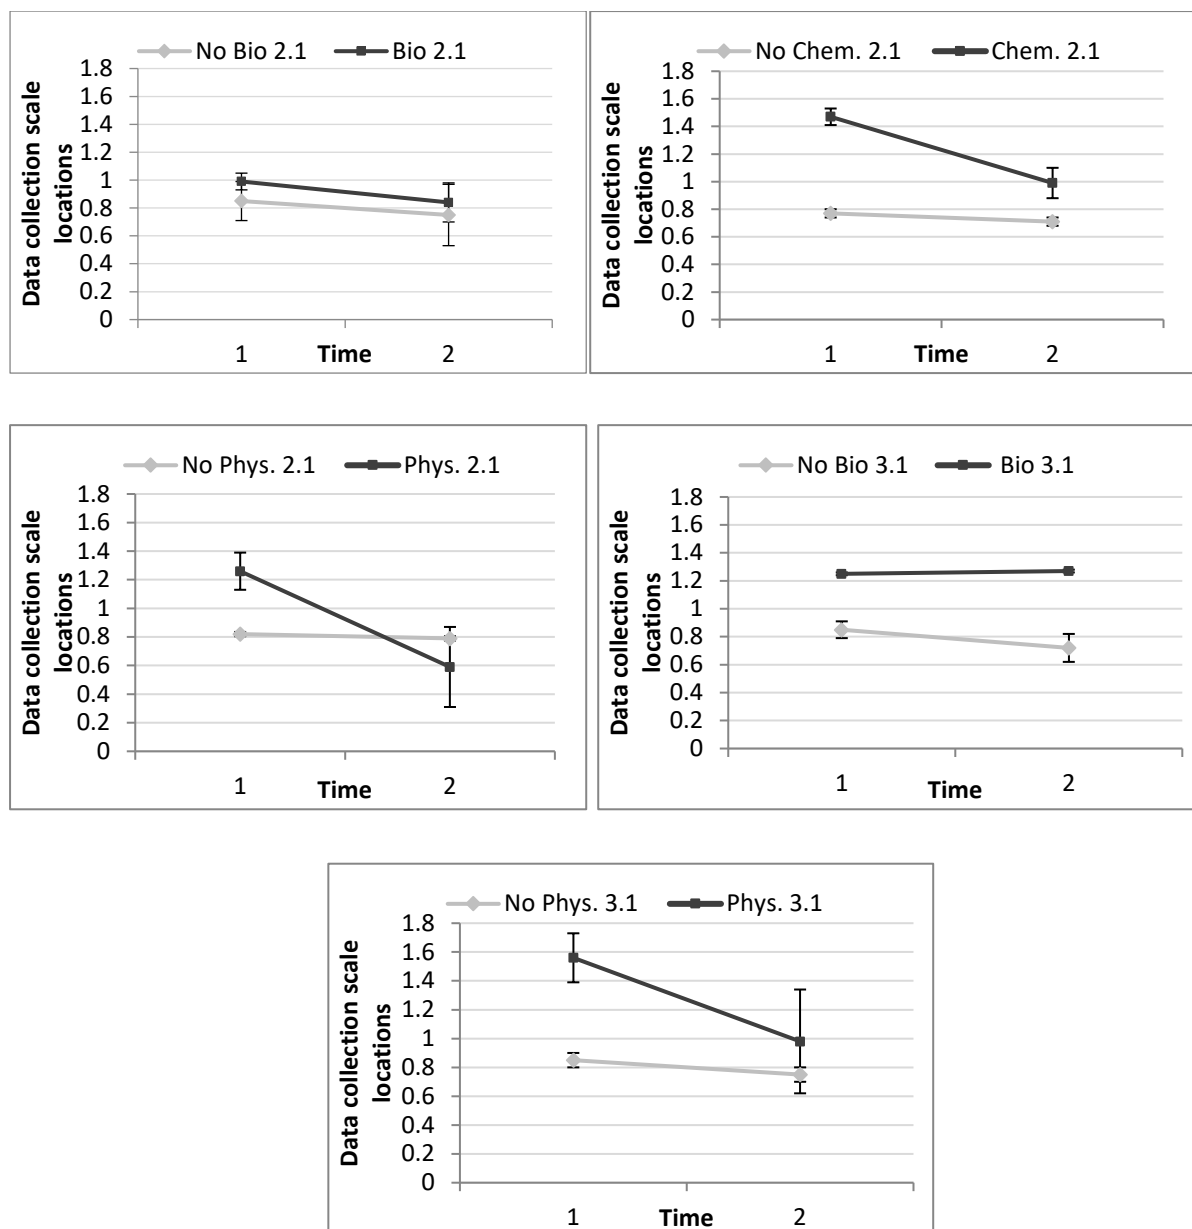 No Bio 2.1 Bio 2.1
Data collection scale
locations
1.8
1.6
1.4
1.2
1
0.8
0.6
0.4
0.2
0
1 Time 2
No Chem. 2.1 Chem. 2.1
Data collection scale
locations
1.8
1.6
1.4
1.2
1
0.8
0.6
0.4
0.2
0
1 Time 2
No Phys. 2.1 Phys. 2.1
Data collection scale
locations
1.8
1.6
1.4
1.2
1
0.8
0.6
0.4
0.2
0
1 Time 2
No Bio 3.1 Bio 3.1
Data collection scale
locations
1.8
1.6
1.4
1.2
1
0.8
0.6
0.4
0.2
0
1 Time 2
No Phys. 3.1 Phys. 3.1
Data collection scale
locations
1.8
1.6
1.4
1.2
1
0.8
0.6
0.4
0.2
0
1 Time 2